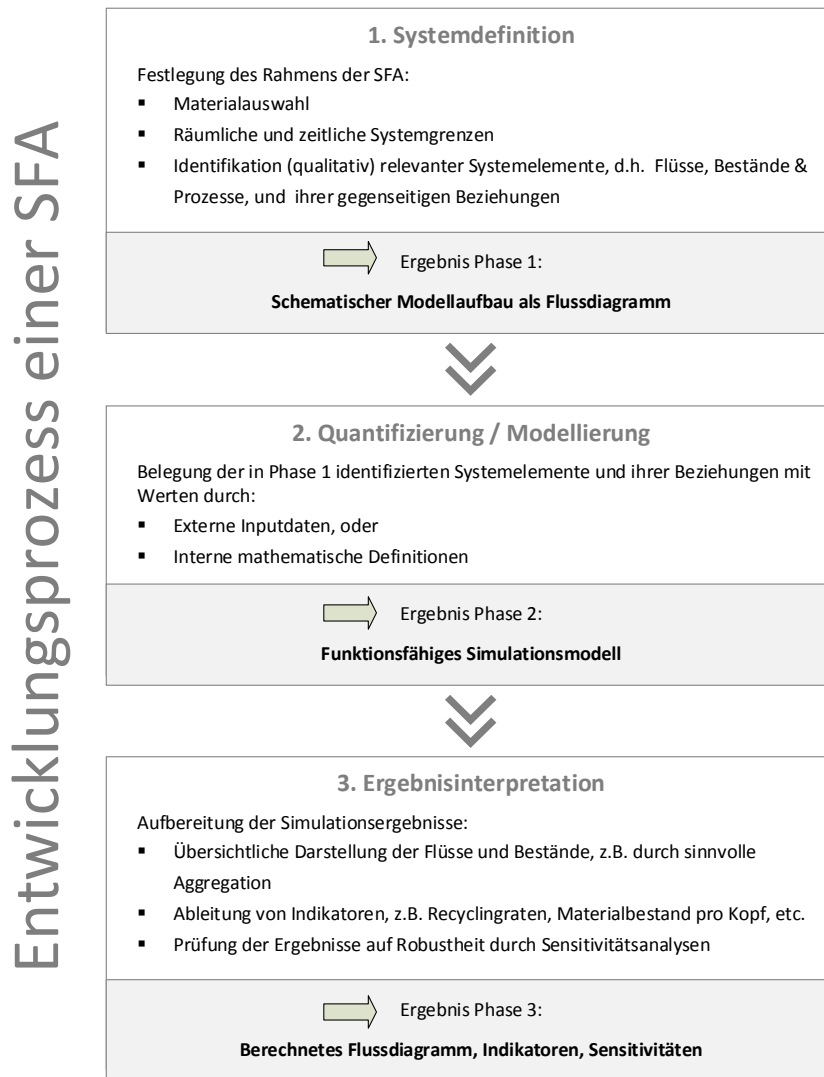 Entwicklungsprozess einer SFA
1. Systemdefinition
Festlegung des Rahmens der SFA:
▪ Materialauswahl
▪ Räumliche und zeitliche Systemgrenzen
▪ Identifikation (qualitativ) relevanter Systemelemente, d.h. Flüsse, Bestände &
Prozesse, und ihrer gegenseitigen Beziehungen
Ergebnis Phase 1:
Schematischer Modellaufbau als Flussdiagramm
2. Quantifizierung / Modellierung
Belegung der in Phase 1 identifizierten Systemelemente und ihrer Beziehungen mit
Werten durch:
▪ Externe Inputdaten, oder
▪ Interne mathematische Definitionen
Ergebnis Phase 2:
Funktionsfähiges Simulationsmodell
3. Ergebnisinterpretation
Aufbereitung der Simulationsergebnisse:
▪ Übersichtliche Darstellung der Flüsse und Bestände, z.B. durch sinnvolle
Aggregation
▪ Ableitung von Indikatoren, z.B. Recyclingraten, Materialbestand pro Kopf, etc.
▪ Prüfung der Ergebnisse auf Robustheit durch Sensitivitätsanalysen
Ergebnis Phase 3:
Berechnetes Flussdiagramm, Indikatoren, Sensitivitäten